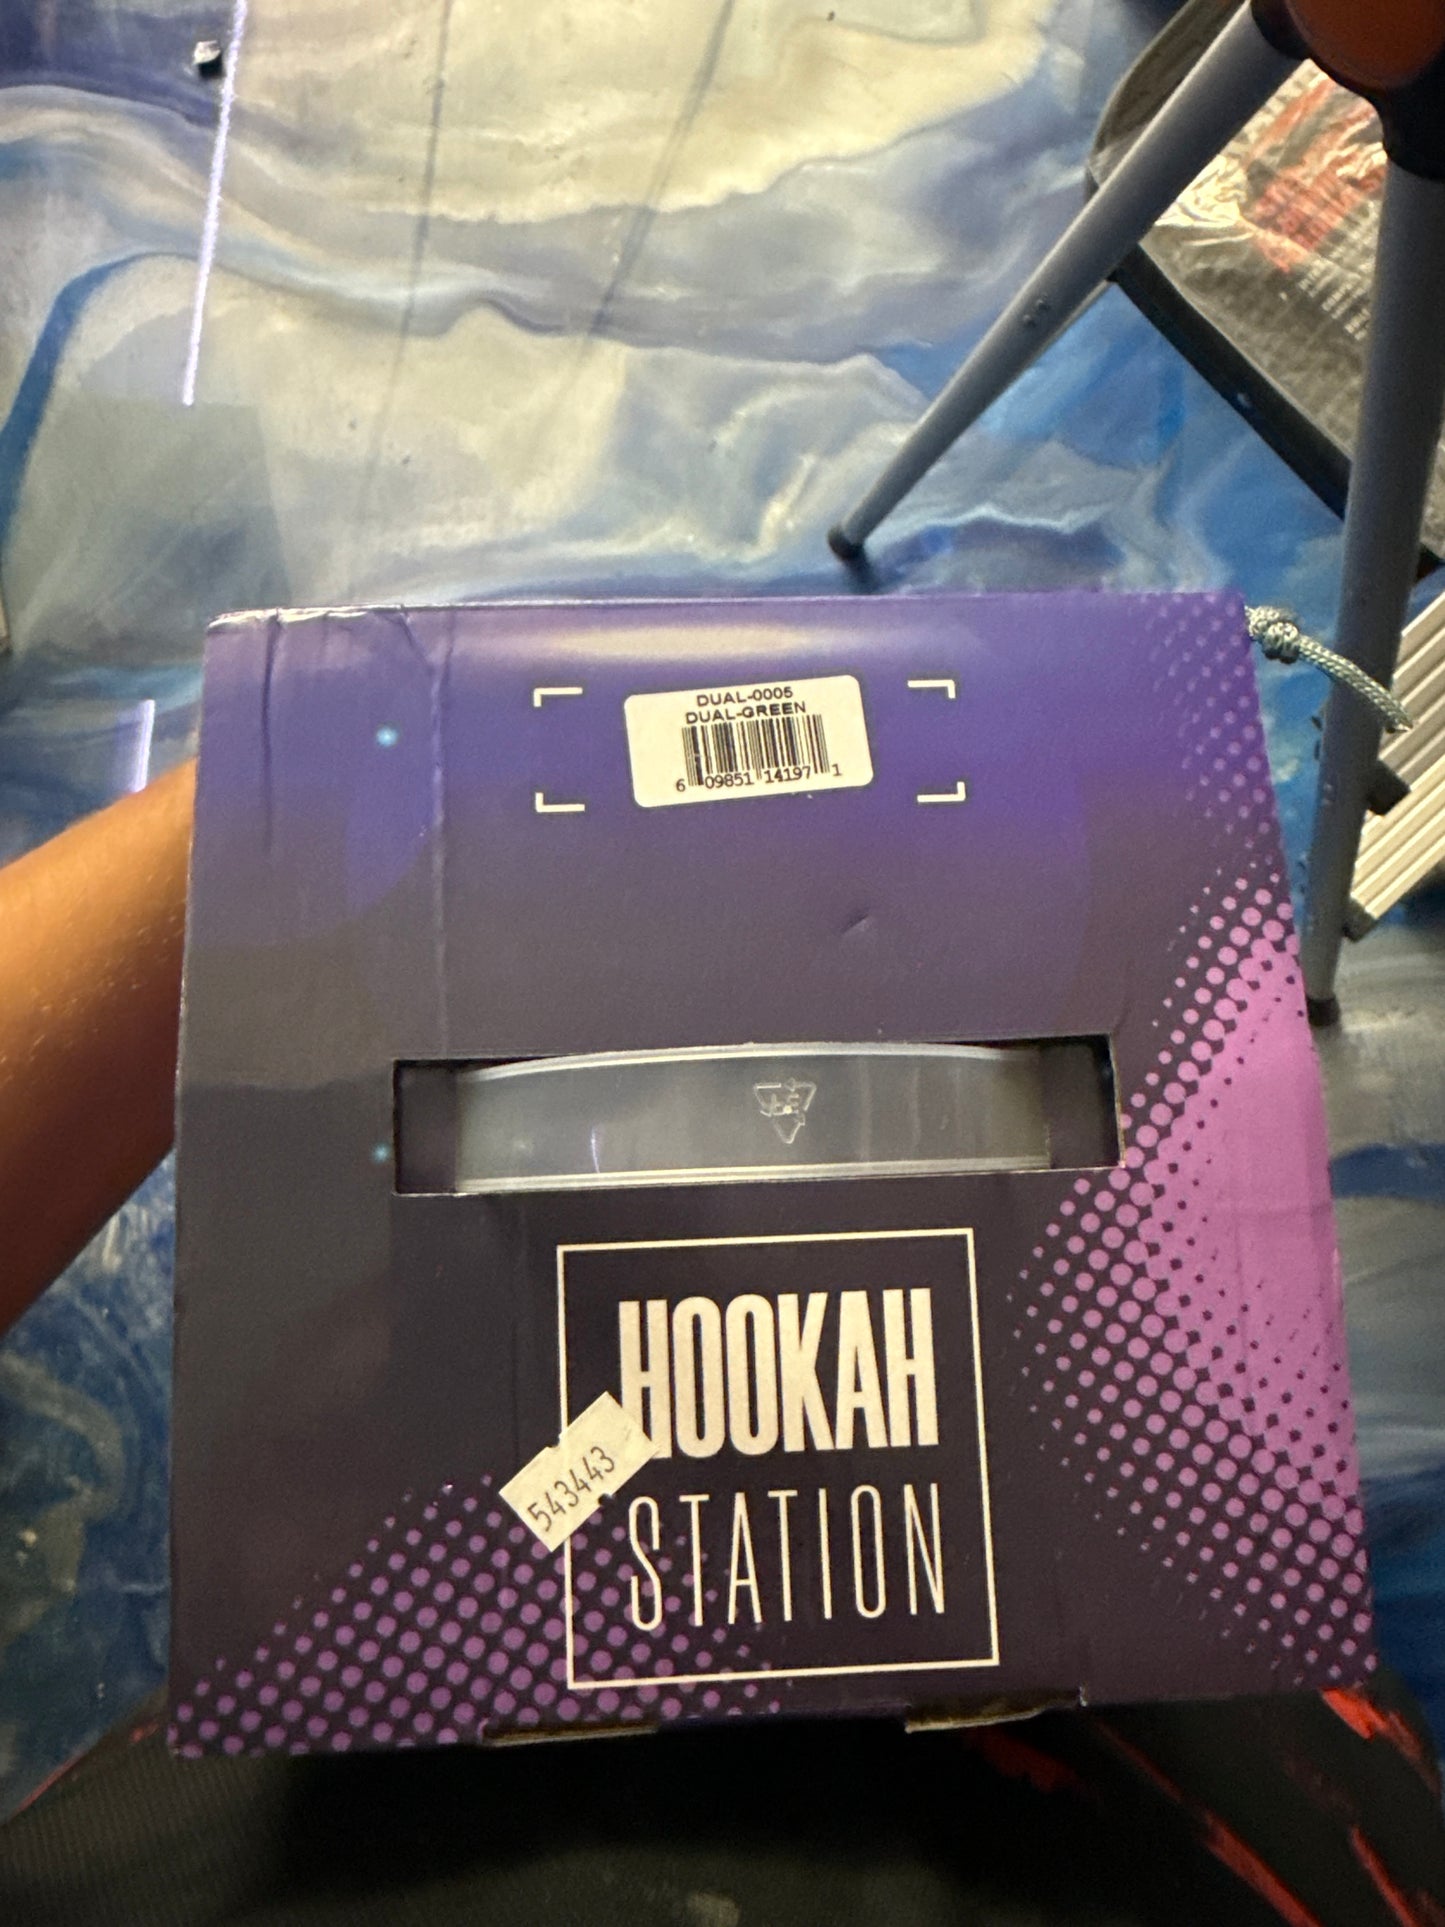 DUAL-0005
DUAL-GREEN
6 09851 14197 1
HOOKAH
543443
STATION